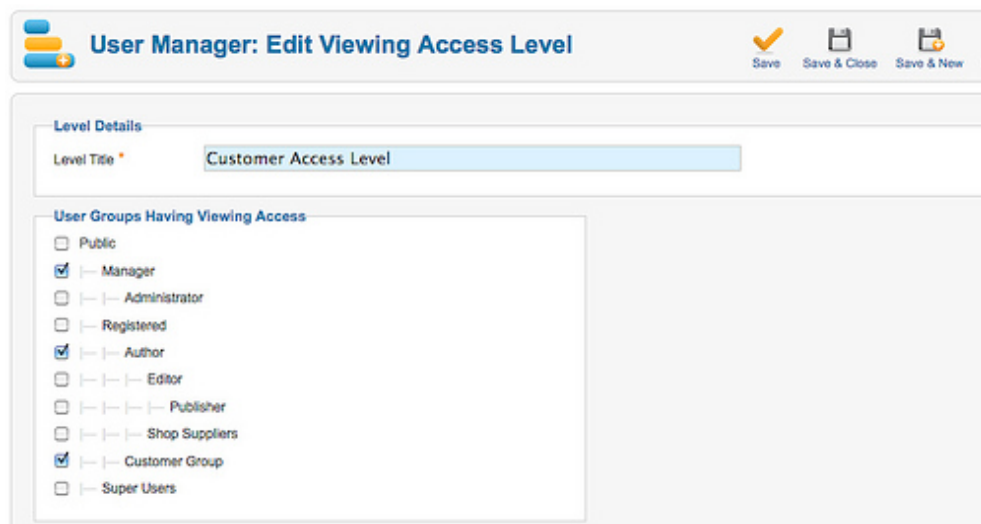 User Manager: Edit Viewing Access Level
Save
Save & Close
Save & New
Level Details
Level Title *
Customer Access Level
User Groups Having Viewing Access
Public
Manager
Administrator
Registered
Author
Editor
Publisher
Shop Suppliers
Customer Group
Super Users